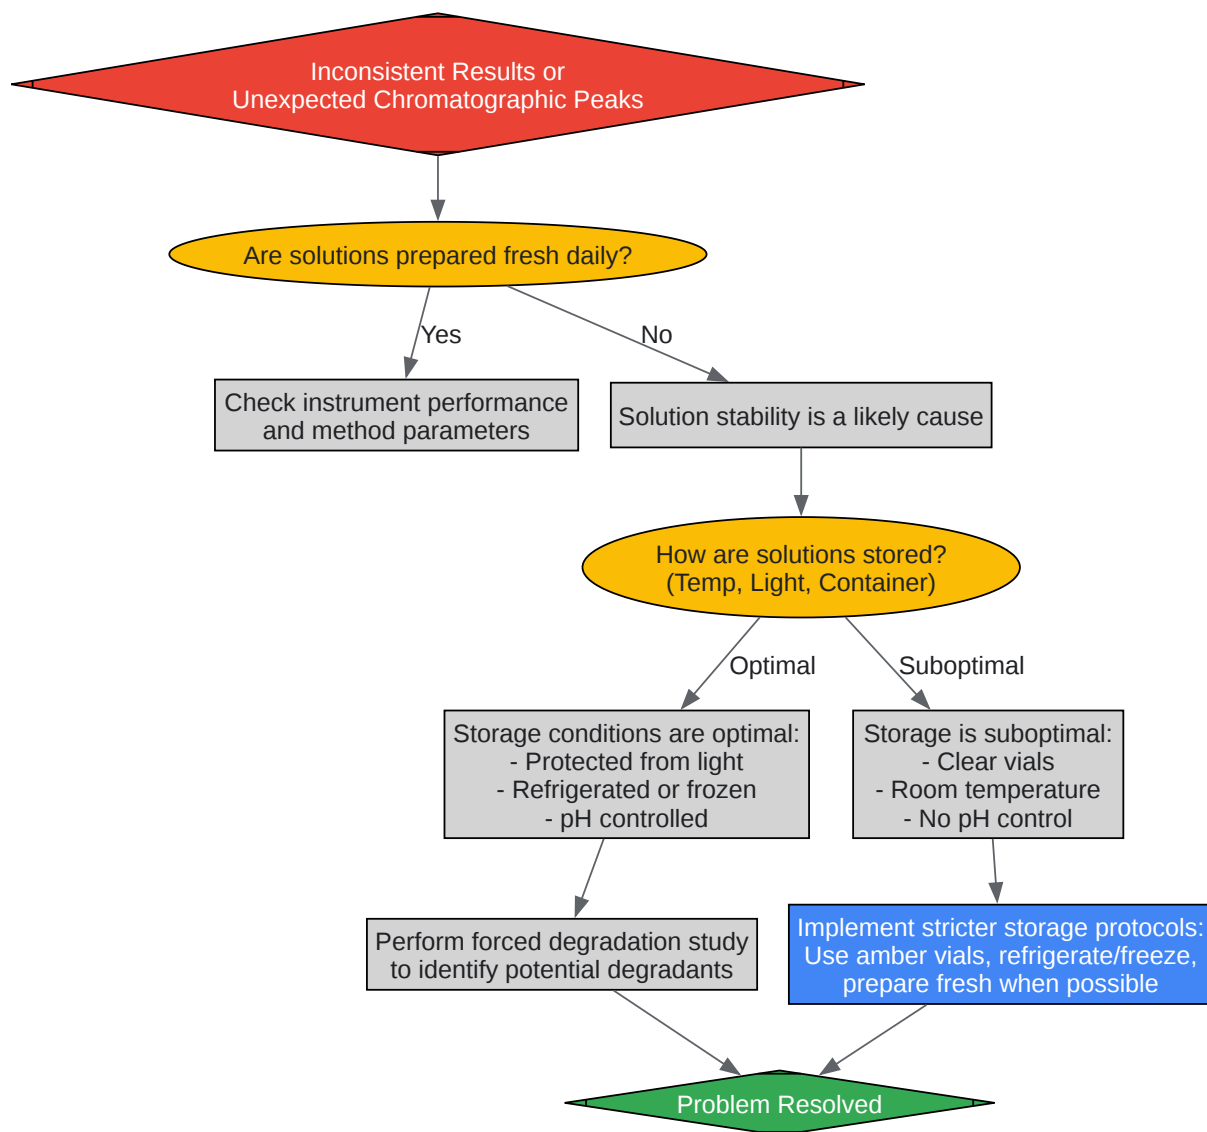 Inconsistent Results or
Unexpected Chromatographic Peaks
Are solutions prepared fresh daily?
Yes
No
Check instrument performance
and method parameters
Solution stability is a likely cause
How are solutions stored?
(Temp, Light, Container)
Optimal
Suboptimal
Storage conditions are optimal:
- Protected from light
- Refrigerated or frozen
- pH controlled
Storage is suboptimal:
- Clear vials
- Room temperature
- No pH control
Perform forced degradation study
to identify potential degradants
Implement stricter storage protocols:
Use amber vials, refrigerate/freeze,
prepare fresh when possible
Problem Resolved